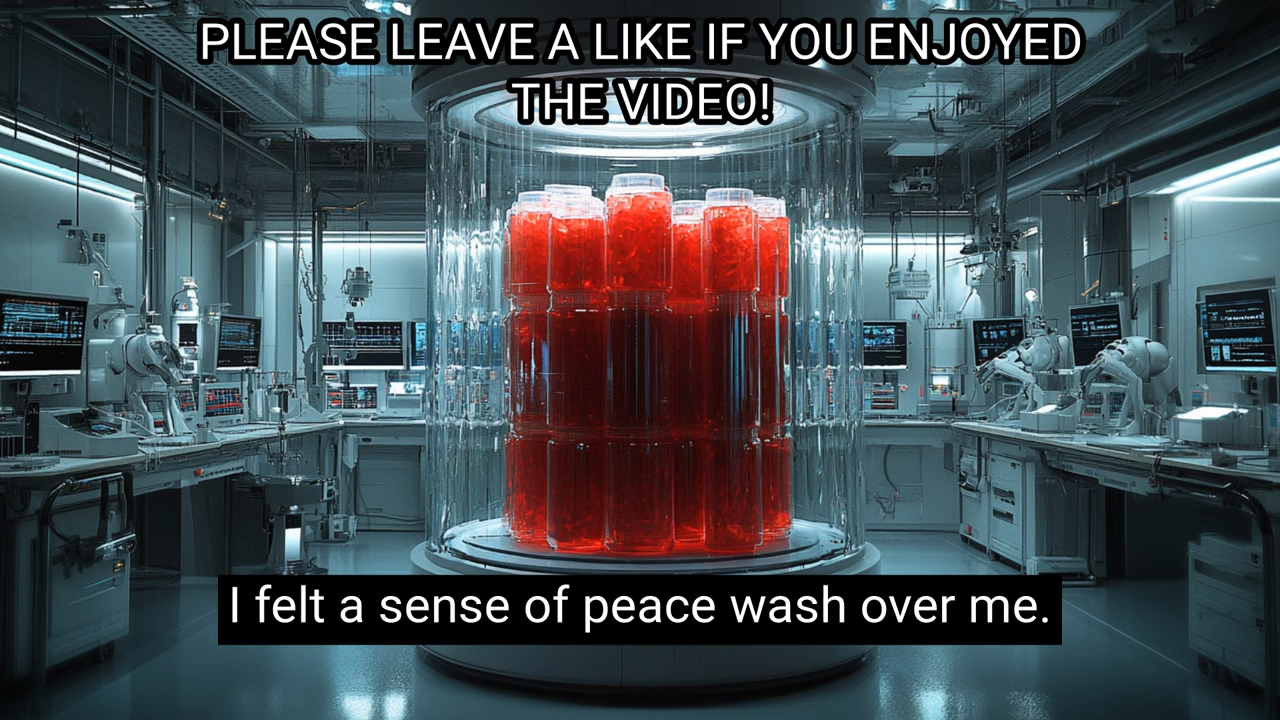 PLEASE LEAVE A LIKE IF YOU ENJOYED
THE VIDEO!
I felt a sense of peace wash over me.